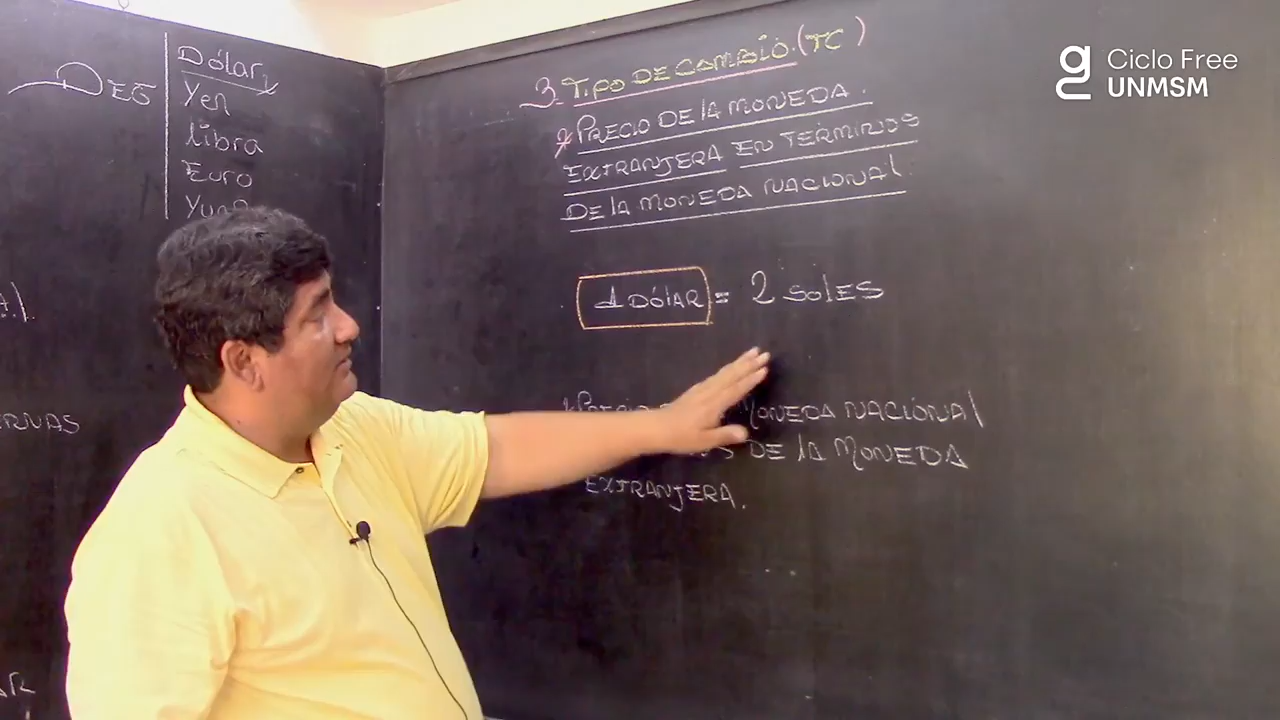 DEG
Dólar
Yen
Libra
Euro
3. TIPO DE CAMBIO. (TC)
* PRECIO DE LA MONEDA.
EXTRANJERA EN TERMINOS
DE LA MONEDA NACIONAL.
1 DÓLAR = 2 SOLES
MONEDA NACIONAL
DE LA MONEDA
EXTRANJERA.
g Ciclo Free
UNMSM